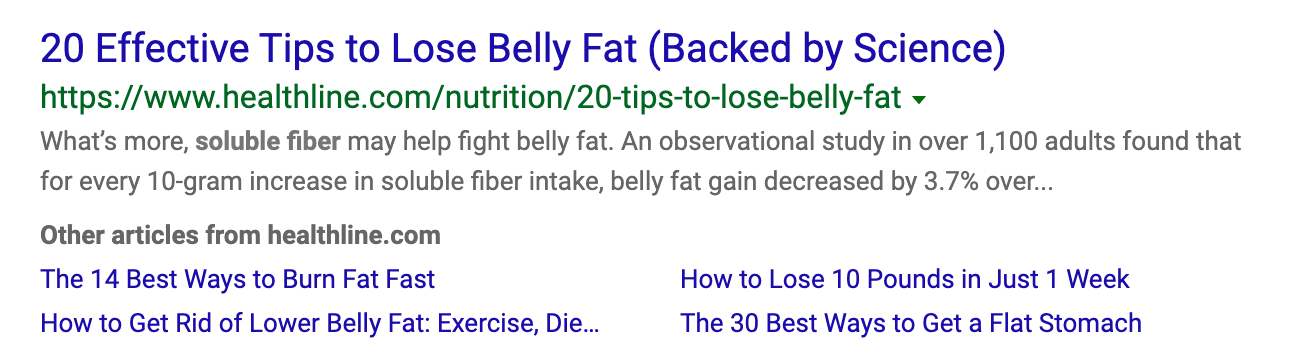 20 Effective Tips to Lose Belly Fat (Backed by Science)
https://www.healthline.com/nutrition/20-tips-to-lose-belly-fat
What’s more, soluble fiber may help fight belly fat. An observational study in over 1,100 adults found that
for every 10-gram increase in soluble fiber intake, belly fat gain decreased by 3.7% over...
Other articles from healthline.com
The 14 Best Ways to Burn Fat Fast
How to Lose 10 Pounds in Just 1 Week
How to Get Rid of Lower Belly Fat: Exercise, Die...
The 30 Best Ways to Get a Flat Stomach